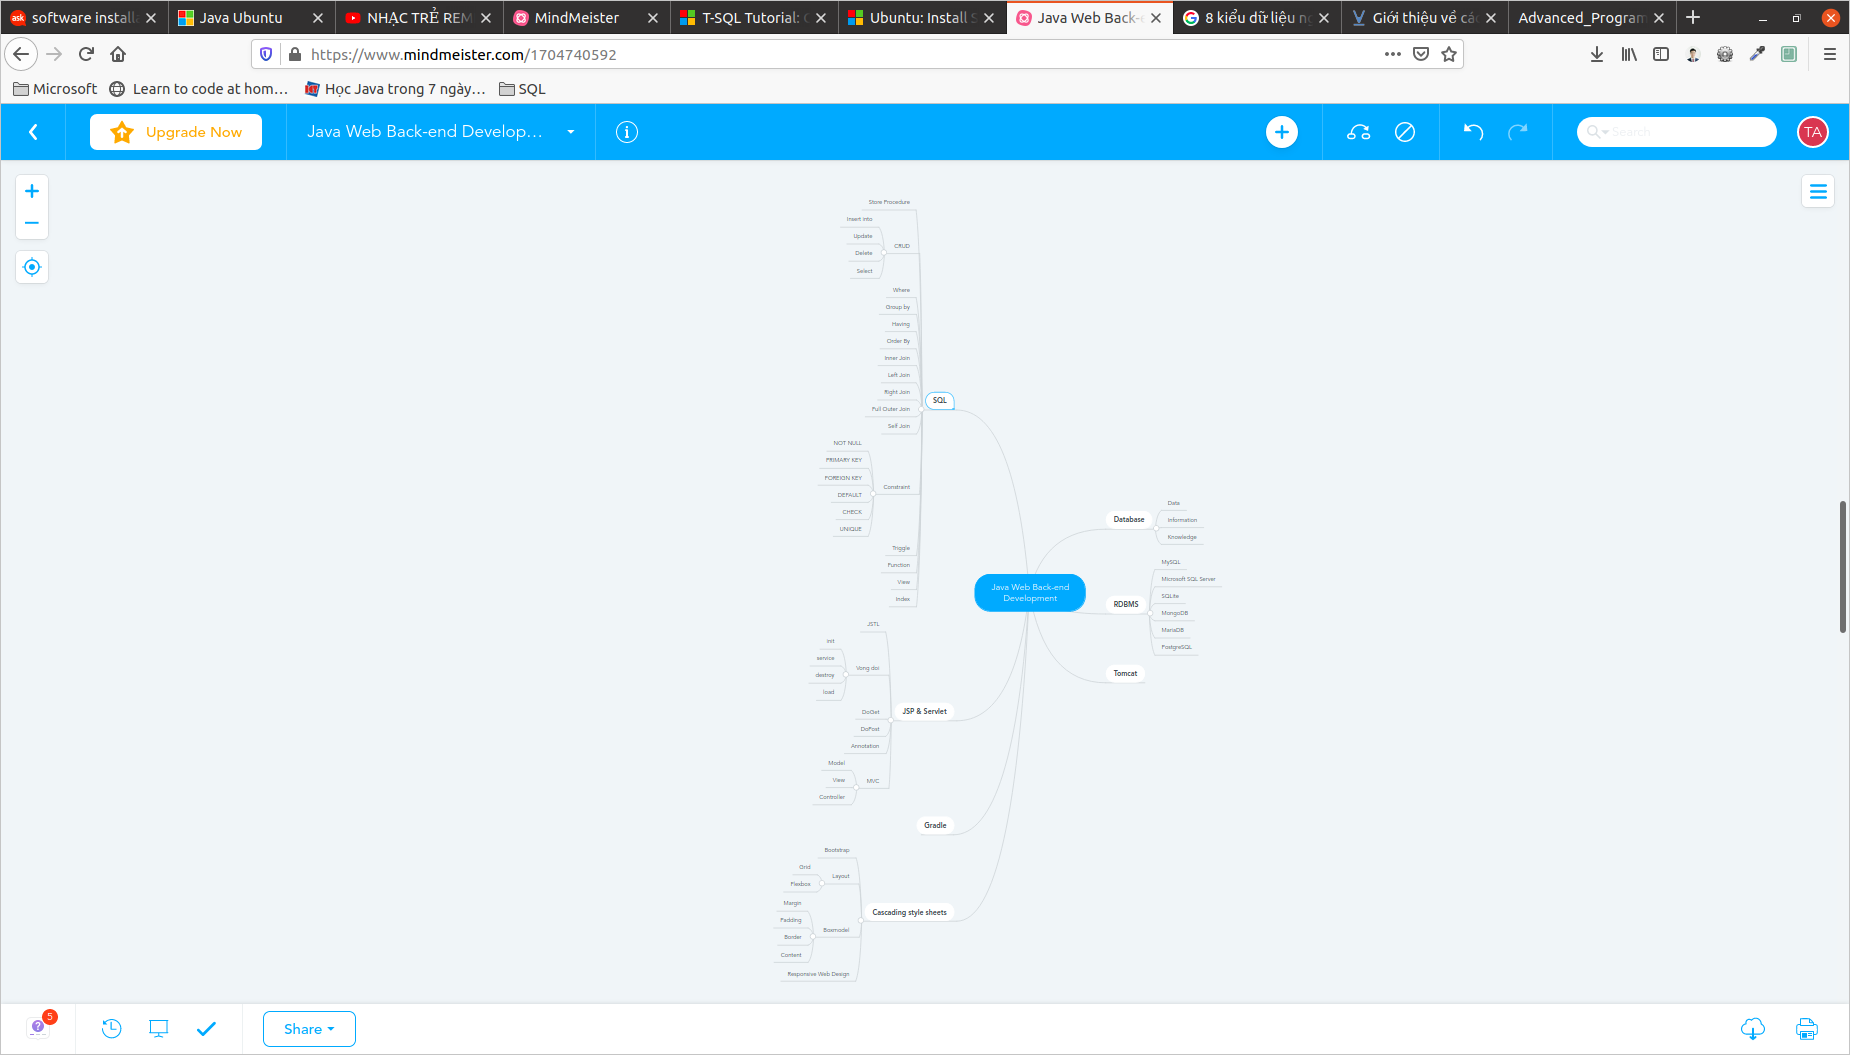 software install
Java Ubuntu
NHẠC TRẺ REM
MindMeister
T-SQL Tutorial:
Ubuntu: Install S
Java Web Back-e
8 kiểu dữ liệu ng
Giới thiệu về các
Advanced_Program
https://www.mindmeister.com/1704740592
Microsoft
Learn to code at hom...
Học Java trong 7 ngày...
SQL
Upgrade Now
Java Web Back-end Develop...
Search
TA
Store Procedure
Insert into
Update
Delete
Select
CRUD
Where
Group by
Having
Order By
Inner Join
Left Join
Right Join
Full Outer Join
Self Join
SQL
NOT NULL
PRIMARY KEY
FOREIGN KEY
DEFAULT
CHECK
UNIQUE
Constraint
Triggle
Function
View
Index
JSTL
init
service
destroy
load
Vong doi
DoGet
DoPost
Annotation
Model
View
Controller
MVC
JSP & Servlet
Gradle
Bootstrap
Grid
Flexbox
Layout
Margin
Padding
Border
Content
Boxmodel
Responsive Web Design
Cascading style sheets
Java Web Back-end
Development
Database
Data
Information
Knowledge
RDBMS
MySQL
Microsoft SQL Server
SQLite
MongoDB
MariaDB
PostgreSQL
Tomcat
5
Share